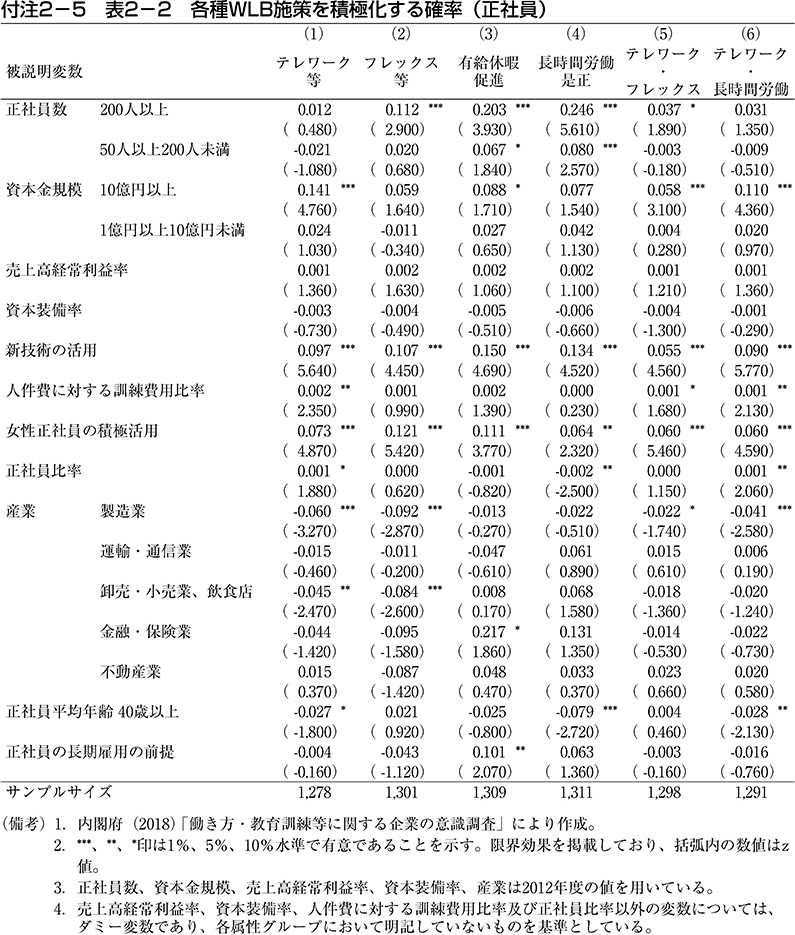 付注2-5 表2-2 各種WLB施策を積極化する確率（正社員）
(1) (2) (3) (4) (5) (6)
被説明変数 テレワーク等 フレックス等 有給休暇促進 長時間労働是正 テレワーク・フレックス テレワーク・長時間労働
正社員数 200人以上 0.012 0.112 *** 0.203 *** 0.246 *** 0.037 * 0.031
( 0.480) ( 2.900) ( 3.930) ( 5.610) ( 1.890) ( 1.350)
50人以上200人未満 -0.021 0.020 0.067 * 0.080 *** -0.003 -0.009
(-1.080) ( 0.680) ( 1.840) ( 2.570) (-0.180) (-0.510)
資本金規模 10億円以上 0.141 *** 0.059 0.088 * 0.077 0.058 *** 0.110 ***
( 4.760) ( 1.640) ( 1.710) ( 1.540) ( 3.100) ( 4.360)
1億円以上10億円未満 0.024 -0.011 0.027 0.042 0.004 0.020
( 1.030) (-0.340) ( 0.650) ( 1.130) ( 0.280) ( 0.970)
売上高経常利益率 0.001 0.002 0.002 0.002 0.001 0.001
( 1.360) ( 1.630) ( 1.060) ( 1.100) ( 1.210) ( 1.360)
資本装備率 -0.003 -0.004 -0.005 -0.006 -0.004 -0.001
(-0.730) (-0.490) (-0.510) (-0.660) (-1.300) (-0.290)
新技術の活用 0.097 *** 0.107 *** 0.150 *** 0.134 *** 0.055 *** 0.090 ***
( 5.640) ( 4.450) ( 4.690) ( 4.520) ( 4.560) ( 5.770)
人件費に対する訓練費用比率 0.002 ** 0.001 0.002 0.000 0.001 * 0.001 **
( 2.350) ( 0.990) ( 1.390) ( 0.230) ( 1.680) ( 2.130)
女性正社員の積極活用 0.073 *** 0.121 *** 0.111 *** 0.064 ** 0.060 *** 0.060 ***
( 4.870) ( 5.420) ( 3.770) ( 2.320) ( 5.460) ( 4.590)
正社員比率 0.001 * 0.000 -0.001 -0.002 ** 0.000 0.001 **
( 1.880) ( 0.620) (-0.820) (-2.500) ( 1.150) ( 2.060)
産業 製造業 -0.060 *** -0.092 *** -0.013 -0.022 -0.022 * -0.041 ***
(-3.270) (-2.870) (-0.270) (-0.510) (-1.740) (-2.580)
運輸・通信業 -0.015 -0.011 -0.047 0.061 0.015 0.006
(-0.460) (-0.200) (-0.610) ( 0.890) ( 0.610) ( 0.190)
卸売・小売業、飲食店 -0.045 ** -0.084 *** 0.008 0.068 -0.018 -0.020
(-2.470) (-2.600) ( 0.170) ( 1.580) (-1.360) (-1.240)
金融・保険業 -0.044 -0.095 0.217 * 0.131 -0.014 -0.022
(-1.420) (-1.580) ( 1.860) ( 1.350) (-0.530) (-0.730)
不動産業 0.015 -0.087 0.048 0.033 0.023 0.020
( 0.370) (-1.420) ( 0.470) ( 0.370) ( 0.660) ( 0.580)
正社員平均年齢 40歳以上 -0.027 * 0.021 -0.025 -0.079 *** 0.004 -0.028 **
(-1.800) ( 0.920) (-0.800) (-2.720) ( 0.460) (-2.130)
正社員の長期雇用の前提 -0.004 -0.043 0.101 ** 0.063 -0.003 -0.016
(-0.160) (-1.120) ( 2.070) ( 1.360) (-0.160) (-0.760)
サンプルサイズ 1,278 1,301 1,309 1,311 1,298 1,291
（備考）1. 内閣府（2018）「働き方・教育訓練等に関する企業の意識調査」により作成。
2. ***、**、*印は1％、5％、10％水準で有意であることを示す。限界効果を掲載しており、括弧内の数値はz
値。
3. 正社員数、資本金規模、売上高経常利益率、資本装備率、産業は2012年度の値を用いている。
4. 売上高経常利益率、資本装備率、人件費に対する訓練費用比率及び正社員比率以外の変数については、
ダミー変数であり、各属性グループにおいて明記していないものを基準としている。